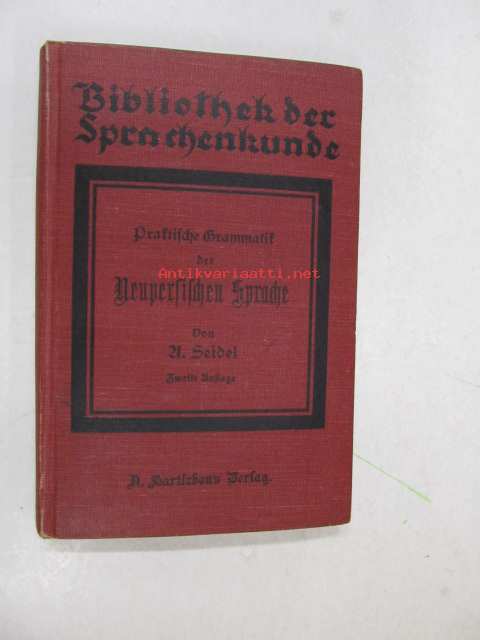 Bibliothek der
Sprachenkunde
Praktische Grammatik
der
Antikvariaatti.net
Neupersischen Sprache
Von
A. Seidel
Zweite Auflage
A. Hartleben's Verlag.